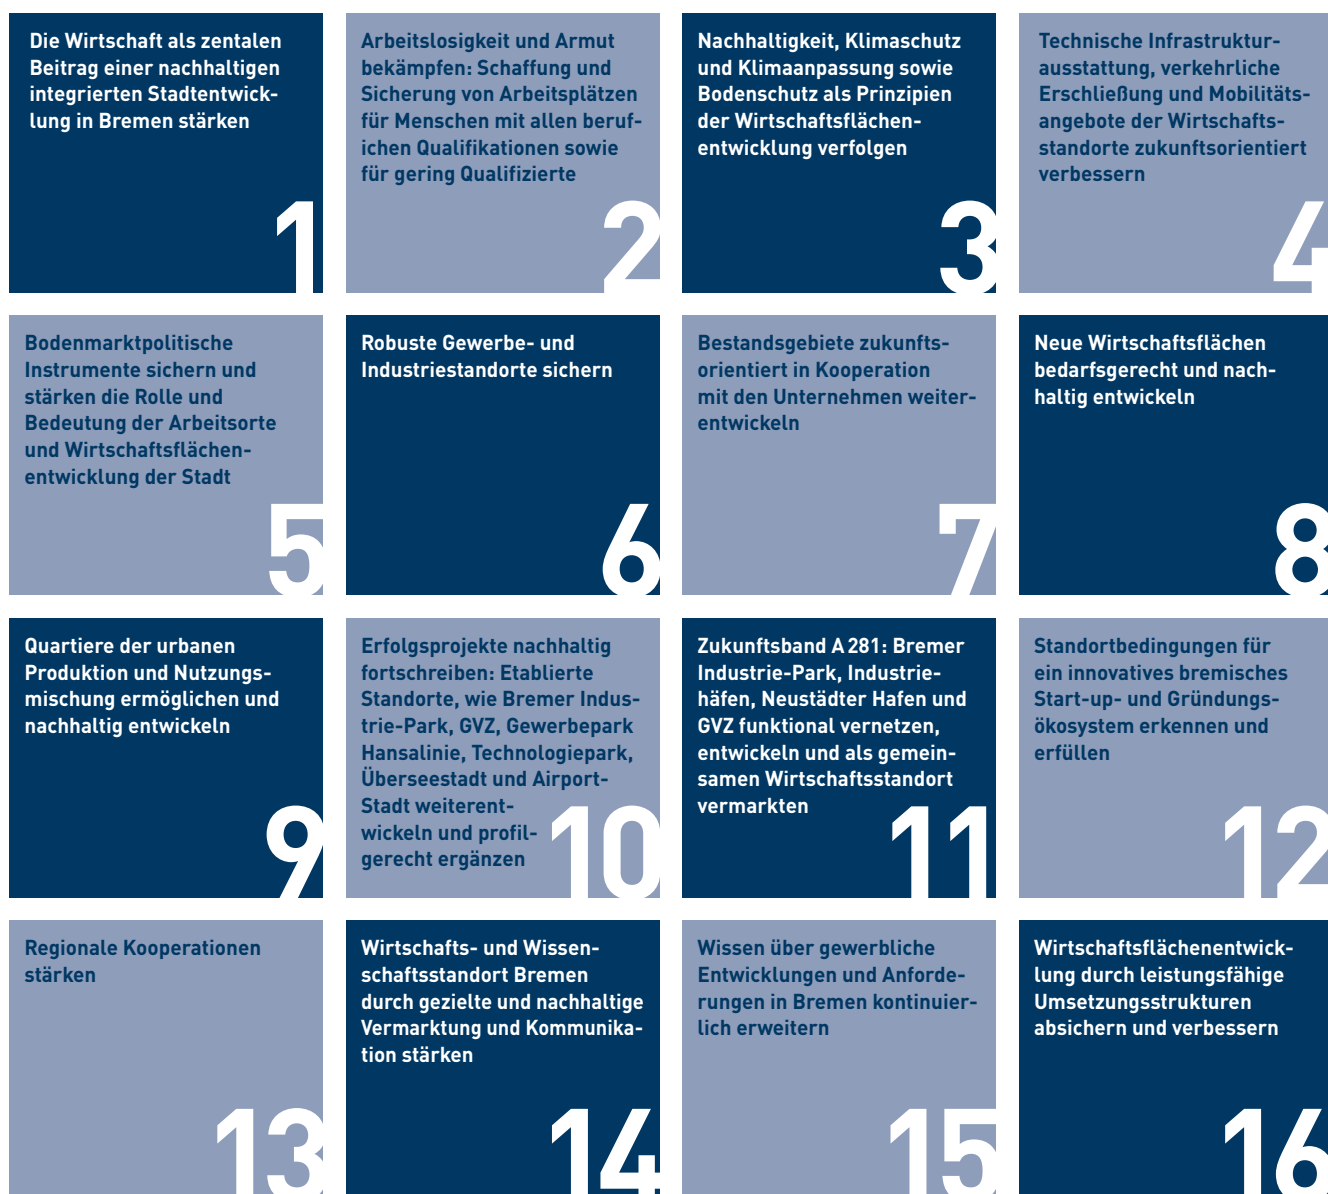 Die Wirtschaft als zentalen
Beitrag einer nachhaltigen
integrierten Stadtentwick-
lung in Bremen stärken
1
Arbeitslosigkeit und Armut
bekämpfen: Schaffung und
Sicherung von Arbeitsplätzen
für Menschen mit allen beruf-
ichen Qualifikationen sowie
für gering Qualifizierte
2
Nachhaltigkeit, Klimaschutz
und Klimaanpassung sowie
Bodenschutz als Prinzipien
der Wirtschaftsflächen-
entwicklung verfolgen
3
Technische Infrastruktur-
ausstattung, verkehrliche
Erschließung und Mobilitäts-
angebote der Wirtschafts-
standorte zukunftsorientiert
verbessern
4
Bodenmarktpolitische
Instrumente sichern und
stärken die Rolle und
Bedeutung der Arbeitsorte
und Wirtschaftsflächen-
entwicklung der Stadt
5
Robuste Gewerbe- und
Industriestandorte sichern
6
Bestandsgebiete zukunfts-
orientiert in Kooperation
mit den Unternehmen weiter-
entwickeln
7
Neue Wirtschaftsflächen
bedarfsgerecht und nach-
haltig entwickeln
8
Quartiere der urbanen
Produktion und Nutzungs-
mischung ermöglichen und
nachhaltig entwickeln
9
Erfolgsprojekte nachhaltig
fortschreiben: Etablierte
Standorte, wie Bremer Indus-
trie-Park, GVZ, Gewerbepark
Hansalinie, Technologiepark,
Überseestadt und Airport-
Stadt weiterent-
wickeln und profil-
gerecht ergänzen
10
Zukunftsband A 281: Bremer
Industrie-Park, Industrie-
häfen, Neustädter Hafen und
GVZ funktional vernetzen,
entwickeln und als gemein-
samen Wirtschaftsstandort
vermarkten
11
Standortbedingungen für
ein innovatives bremisches
Start-up- und Gründungs-
ökosystem erkennen und
erfüllen
12
Regionale Kooperationen
stärken
13
Wirtschafts- und Wissen-
schaftsstandort Bremen
durch gezielte und nachhaltige
Vermarktung und Kommunika-
tion stärken
14
Wissen über gewerbliche
Entwicklungen und Anforde-
rungen in Bremen kontinuier-
lich erweitern
15
Wirtschaftsflächenentwick-
lung durch leistungsfähige
Umsetzungsstrukturen
absichern und verbessern
16